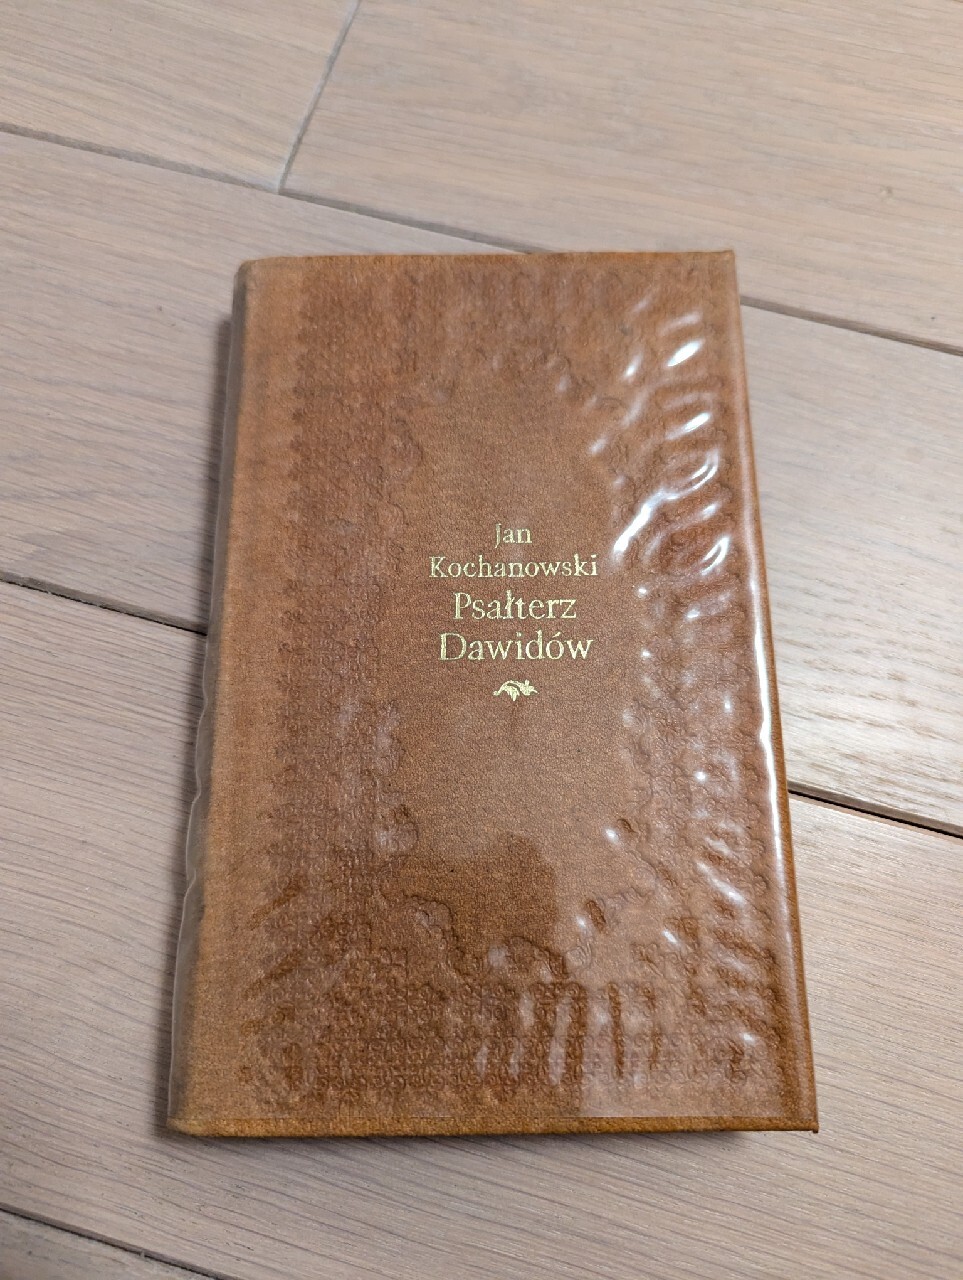 Jan
Kochanowski
Psałterz
Dawidów